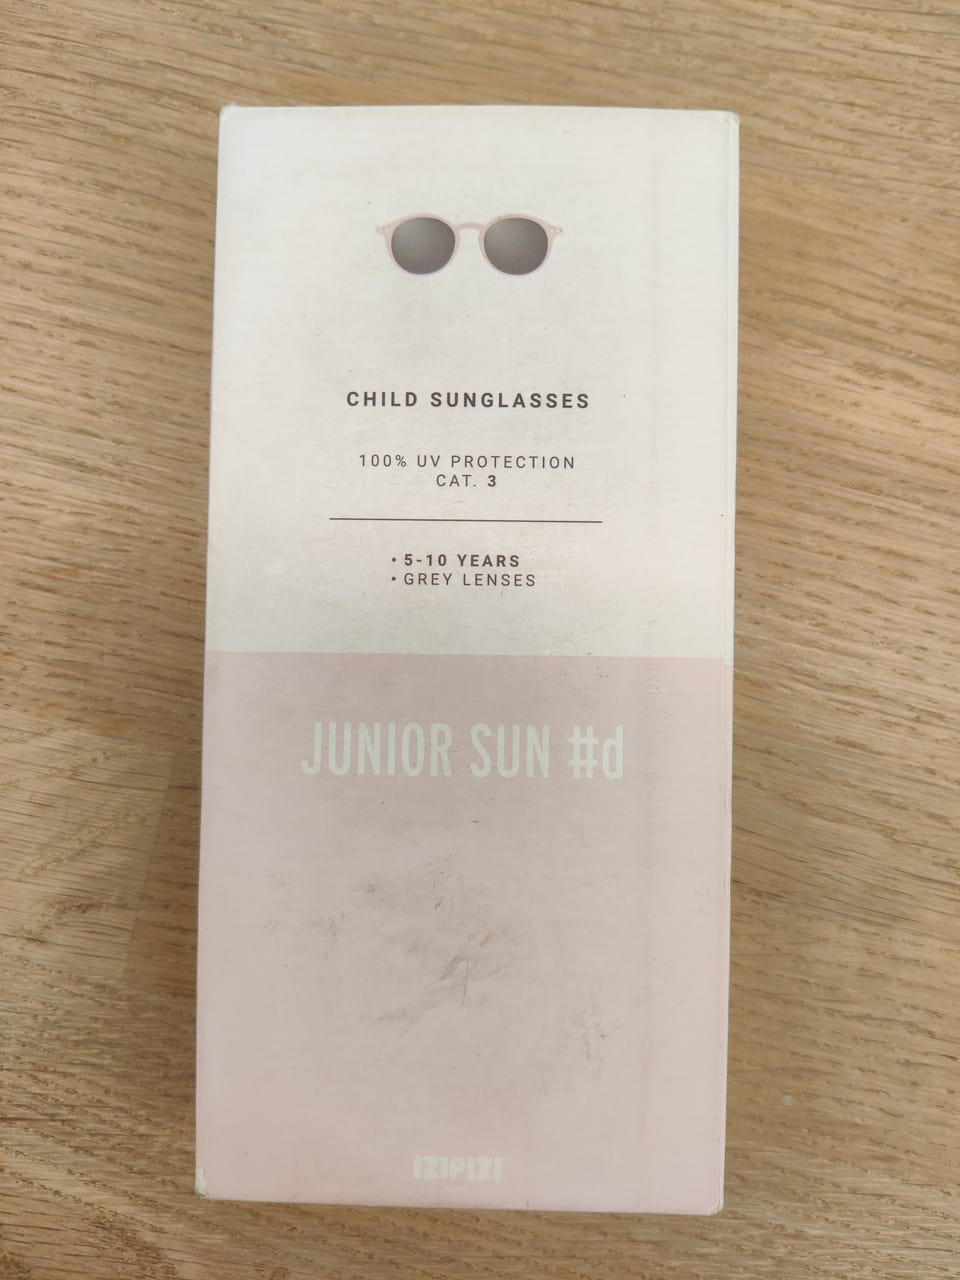 CHILD SUNGLASSES
100% UV PROTECTION
CAT. 3
• 5-10 YEARS
• GREY LENSES
JUNIOR SUN #d
IZIPIZI